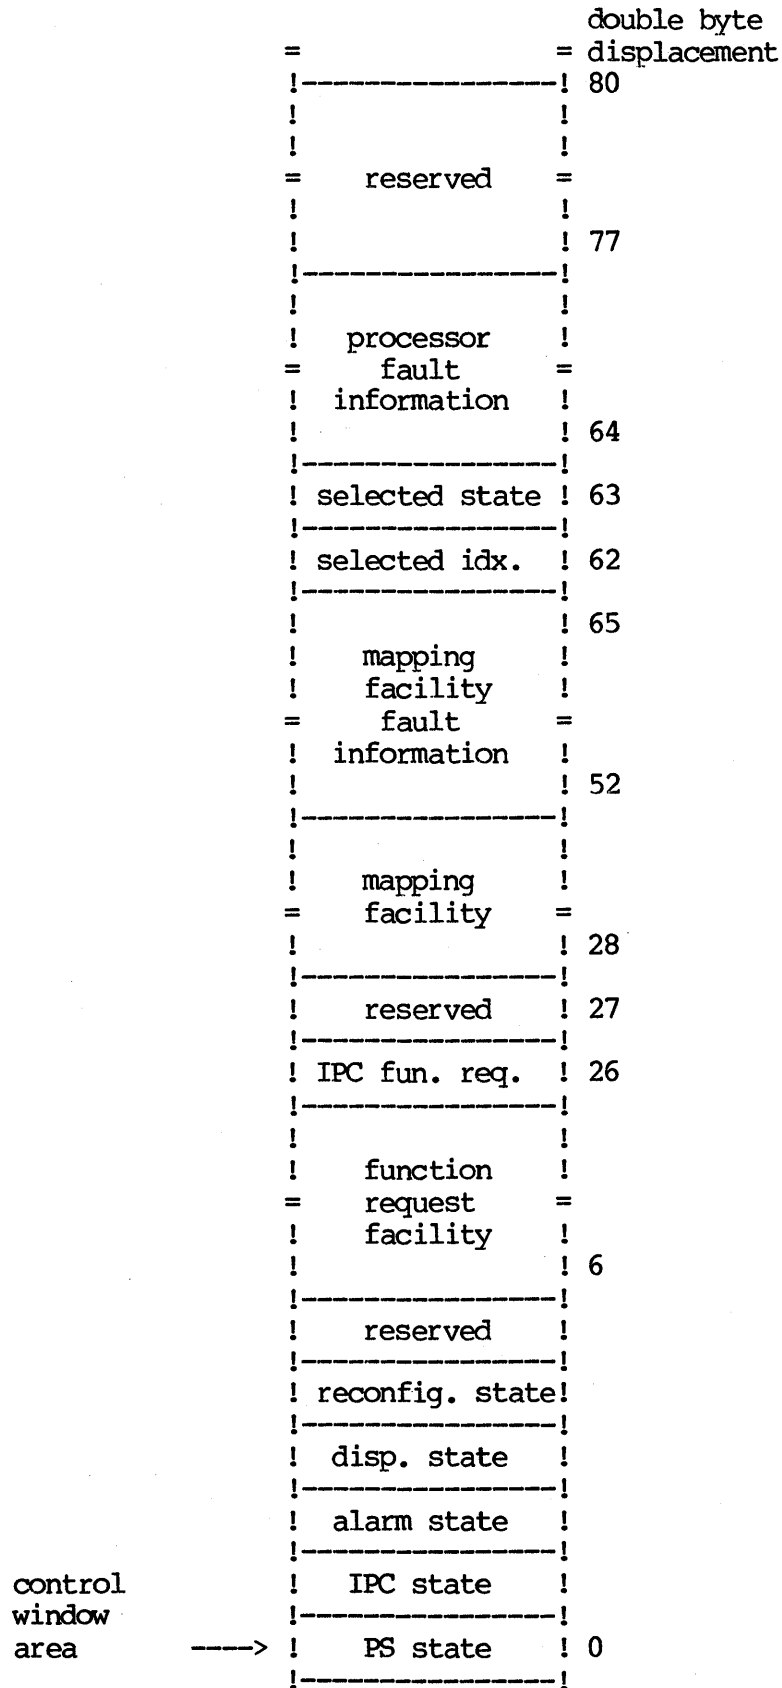 double byte
=                = displacement
!----------------! 80
!                !
!                !
=    reserved    =
!                !
!                ! 77
!----------------!
!                !
!   processor    !
=     fault      =
!  information   !
!                ! 64
!----------------!
! selected state ! 63
!----------------!
! selected idx.  ! 62
!----------------!
!                ! 65
!    mapping     !
!    facility    !
=     fault      =
!  information   !
!                ! 52
!----------------!
!                !
!    mapping     !
=    facility    =
!                ! 28
!----------------!
!    reserved    ! 27
!----------------!
! IPC fun. req.  ! 26
!----------------!
!                !
!    function    !
=    request     =
!    facility    !
!                ! 6
!----------------!
!    reserved    !
!----------------!
! reconfig. state!
!----------------!
!  disp. state   !
!----------------!
!  alarm state   !
!----------------!
control ! IPC state !
window !----------------!
area ----> ! PS state ! 0
!----------------!